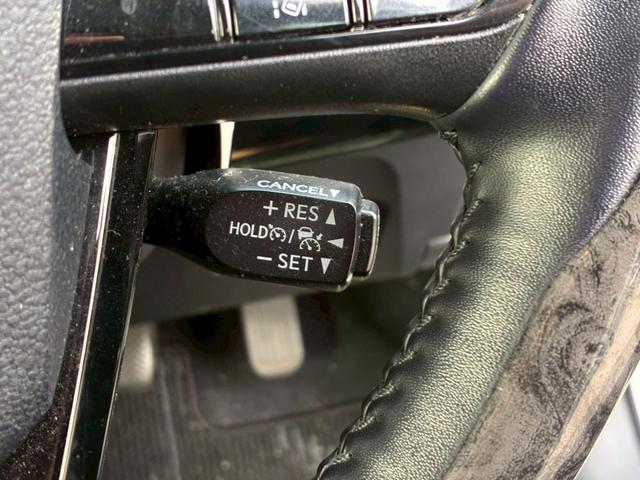 CANCEL▼
+ RES ▲
HOLD / ◄
− SET ▼